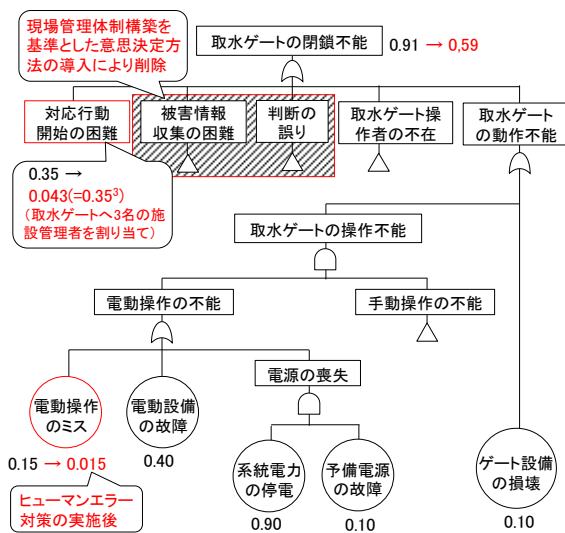 現場管理体制構築を
基準とした意思決定方
法の導入により削除
取水ゲートの閉鎖不能
0.91 → 0,59
対応行動
開始の困難
被害情報
収集の困難
判断の
誤り
取水ゲート操
作者の不在
取水ゲート
の動作不能
0.35 →
0.043(=0.35³)
(取水ゲートへ3名の施
設管理者を割り当て)
取水ゲートの操作不能
電動操作の不能
手動操作の不能
電源の喪失
電動操作
のミス
電動設備
の故障
0.15 → 0.015
0.40
系統電力
の停電
予備電源
の故障
ゲート設備
の損壊
0.90
0.10
0.10
ヒューマンエラー
対策の実施後